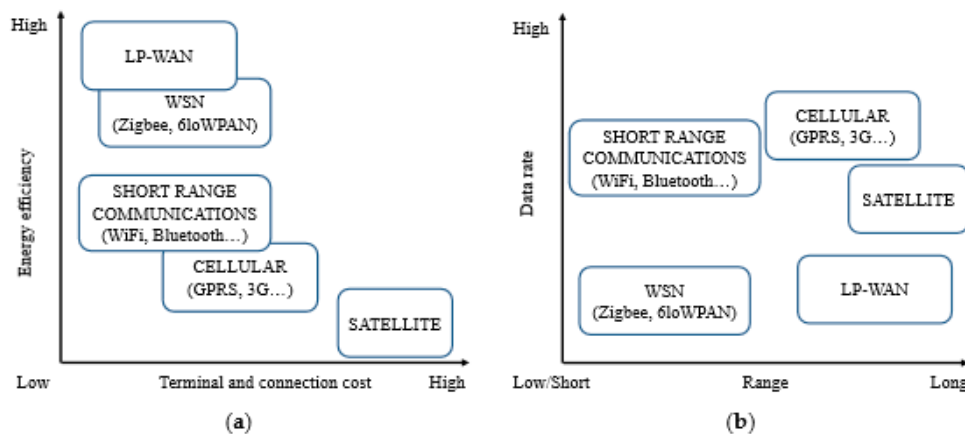 High
LP-WAN
WSN
(Zigbee, 6loWPAN)
SHORT RANGE
COMMUNICATIONS
(WiFi, Bluetooth…)
CELLULAR
(GPRS, 3G…)
SATELLITE
Energy efficiency
Low
Terminal and connection cost
High
(a)
High
CELLULAR
(GPRS, 3G…)
SHORT RANGE
COMMUNICATIONS
(WiFi, Bluetooth…)
SATELLITE
WSN
(Zigbee, 6loWPAN)
LP-WAN
Data rate
Low/Short
Range
Long
(b)